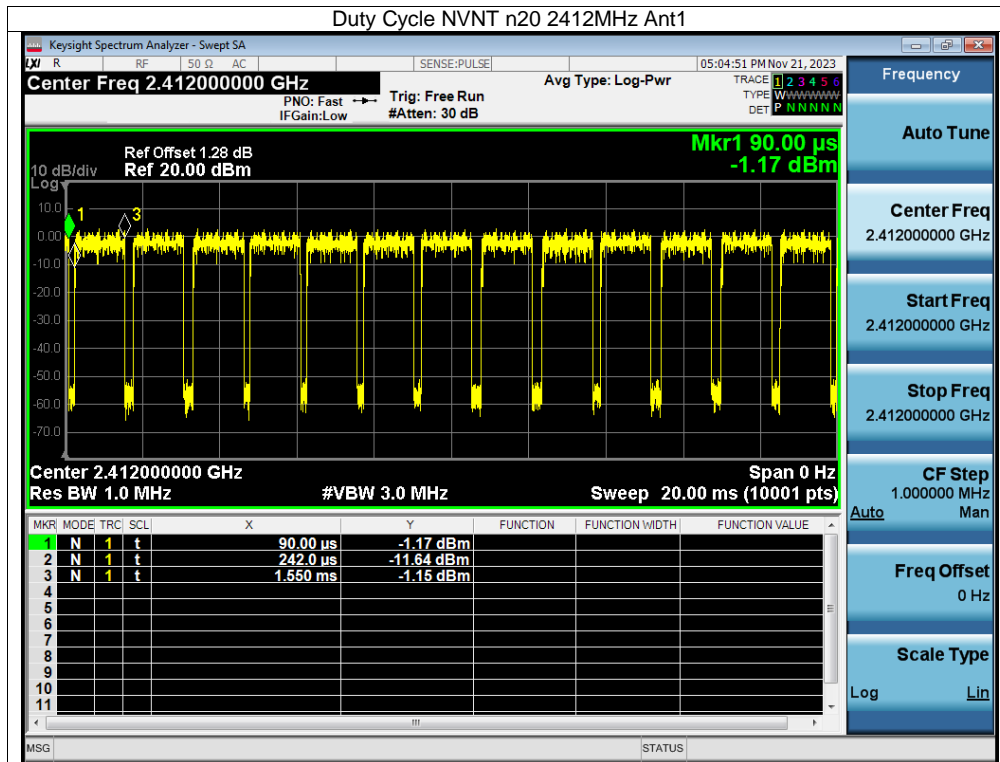 Duty Cycle NVNT n20 2412MHz Ant1
Keysight Spectrum Analyzer - Swept SA
LXI R RF 50 Ω AC SENSE:PULSE 05:04:51 PM Nov 21, 2023
Center Freq 2.412000000 GHz Avg Type: Log-Pwr TRACE 1 2 3 4 5 6
PNO: Fast Trig: Free Run TYPE WWWWWW
IFGain:Low #Atten: 30 dB DET P N N N N N
Frequency
Auto Tune
Center Freq
2.412000000 GHz
Start Freq
2.412000000 GHz
Stop Freq
2.412000000 GHz
CF Step
1.000000 MHz
Auto Man
Freq Offset
0 Hz
Scale Type
Log Lin
Mkr1 90.00 µs
Ref Offset 1.28 dB
10 dB/div Ref 20.00 dBm -1.17 dBm
Log
10.0
0.00
-10.0
-20.0
-30.0
-40.0
-50.0
-60.0
-70.0
1
3
Center 2.412000000 GHz Span 0 Hz
Res BW 1.0 MHz #VBW 3.0 MHz Sweep 20.00 ms (10001 pts)
MKR MODE TRC SCL X Y FUNCTION FUNCTION WIDTH FUNCTION VALUE
1 N 1 t 90.00 µs -1.17 dBm
2 N 1 t 242.0 µs -11.64 dBm
3 N 1 t 1.550 ms -1.15 dBm
4
5
6
7
8
9
10
11
MSG STATUS